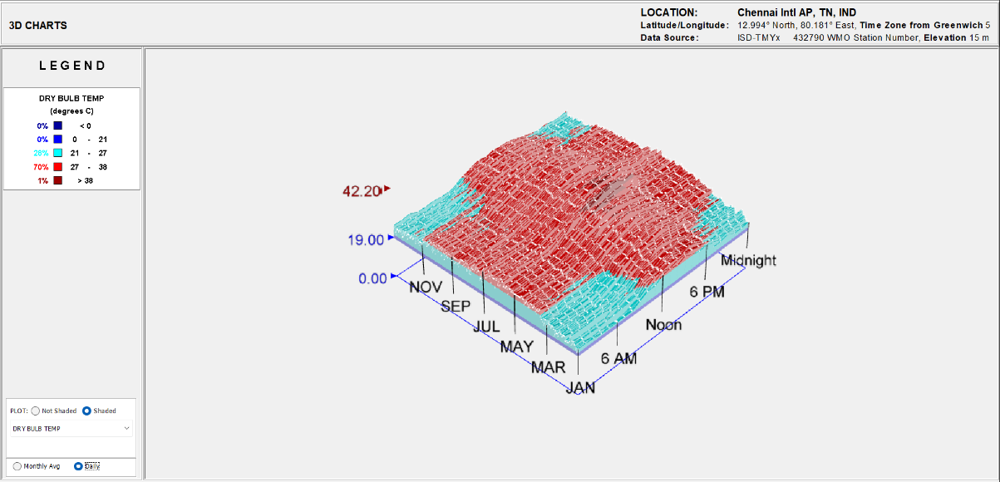 3D CHARTS
LOCATION: Chennai Intl AP, TN, IND
Latitude/Longitude: 12.994° North, 80.181° East, Time Zone from Greenwich 5
Data Source: ISD-TMYx 432790 WMO Station Number, Elevation 15 m
LEGEND
DRY BULB TEMP
(degrees C)
0% < 0
0% 0 - 21
28% 21 - 27
70% 27 - 38
1% > 38
42.20
19.00
0.00
NOV
SEP
JUL
MAY
MAR
JAN
6 AM
Noon
6 PM
Midnight
PLOT: Not Shaded Shaded
DRY BULB TEMP
Monthly Avg Daily